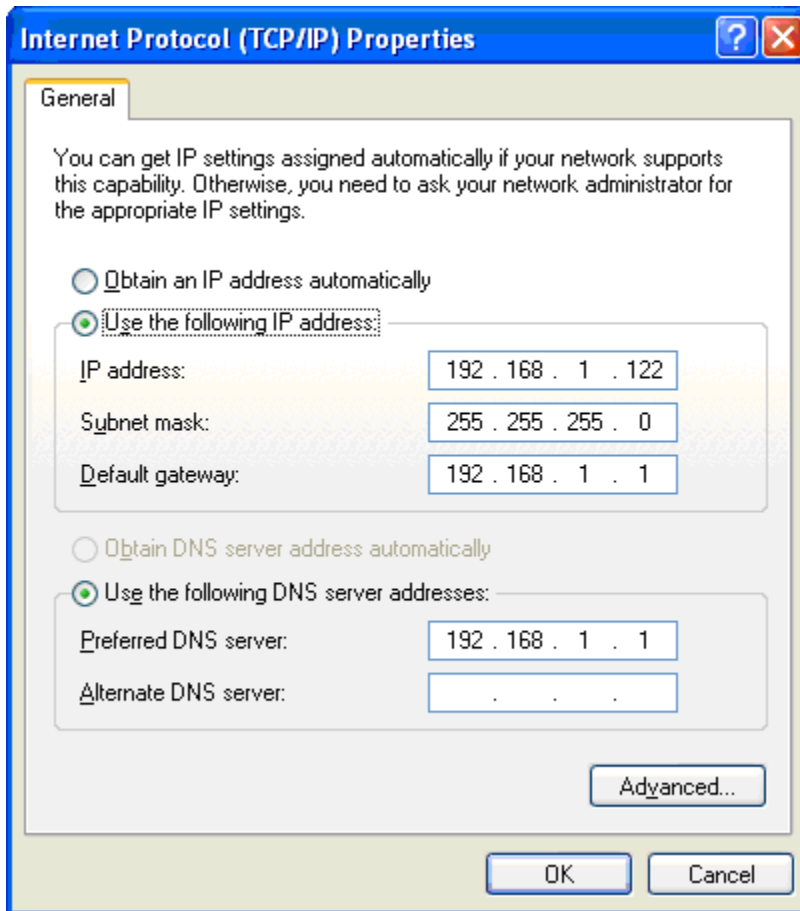 Internet Protocol (TCP/IP) Properties
General
You can get IP settings assigned automatically if your network supports
this capability. Otherwise, you need to ask your network administrator for
the appropriate IP settings.
Obtain an IP address automatically
Use the following IP address:
IP address: 192 . 168 . 1 . 122
Subnet mask: 255 . 255 . 255 . 0
Default gateway: 192 . 168 . 1 . 1
Obtain DNS server address automatically
Use the following DNS server addresses:
Preferred DNS server: 192 . 168 . 1 . 1
Alternate DNS server: . . .
Advanced...
OK Cancel